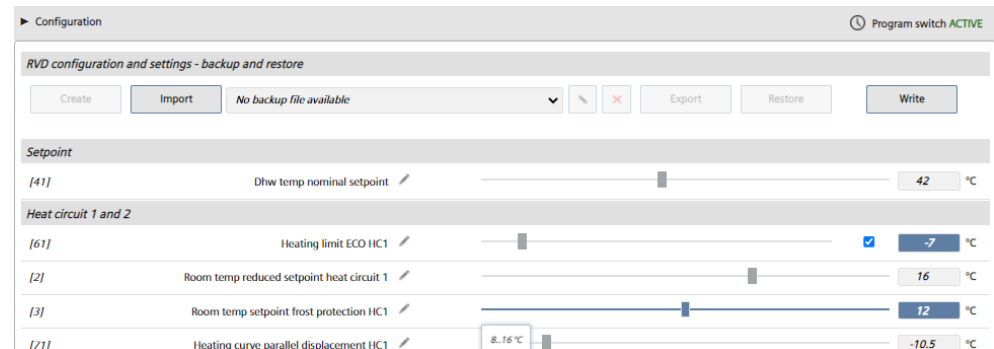 ► Configuration Program switch ACTIVE
RVD configuration and settings - backup and restore
Create Import No backup file available Export Restore Write
Setpoint
[41] Dhw temp nominal setpoint 42 °C
Heat circuit 1 and 2
[61] Heating limit ECO HC1 -7 °C
[2] Room temp reduced setpoint heat circuit 1 16 °C
[3] Room temp setpoint frost protection HC1 12 °C
8..16 °C
[71] Heating curve parallel displacement HC1 -10.5 °C